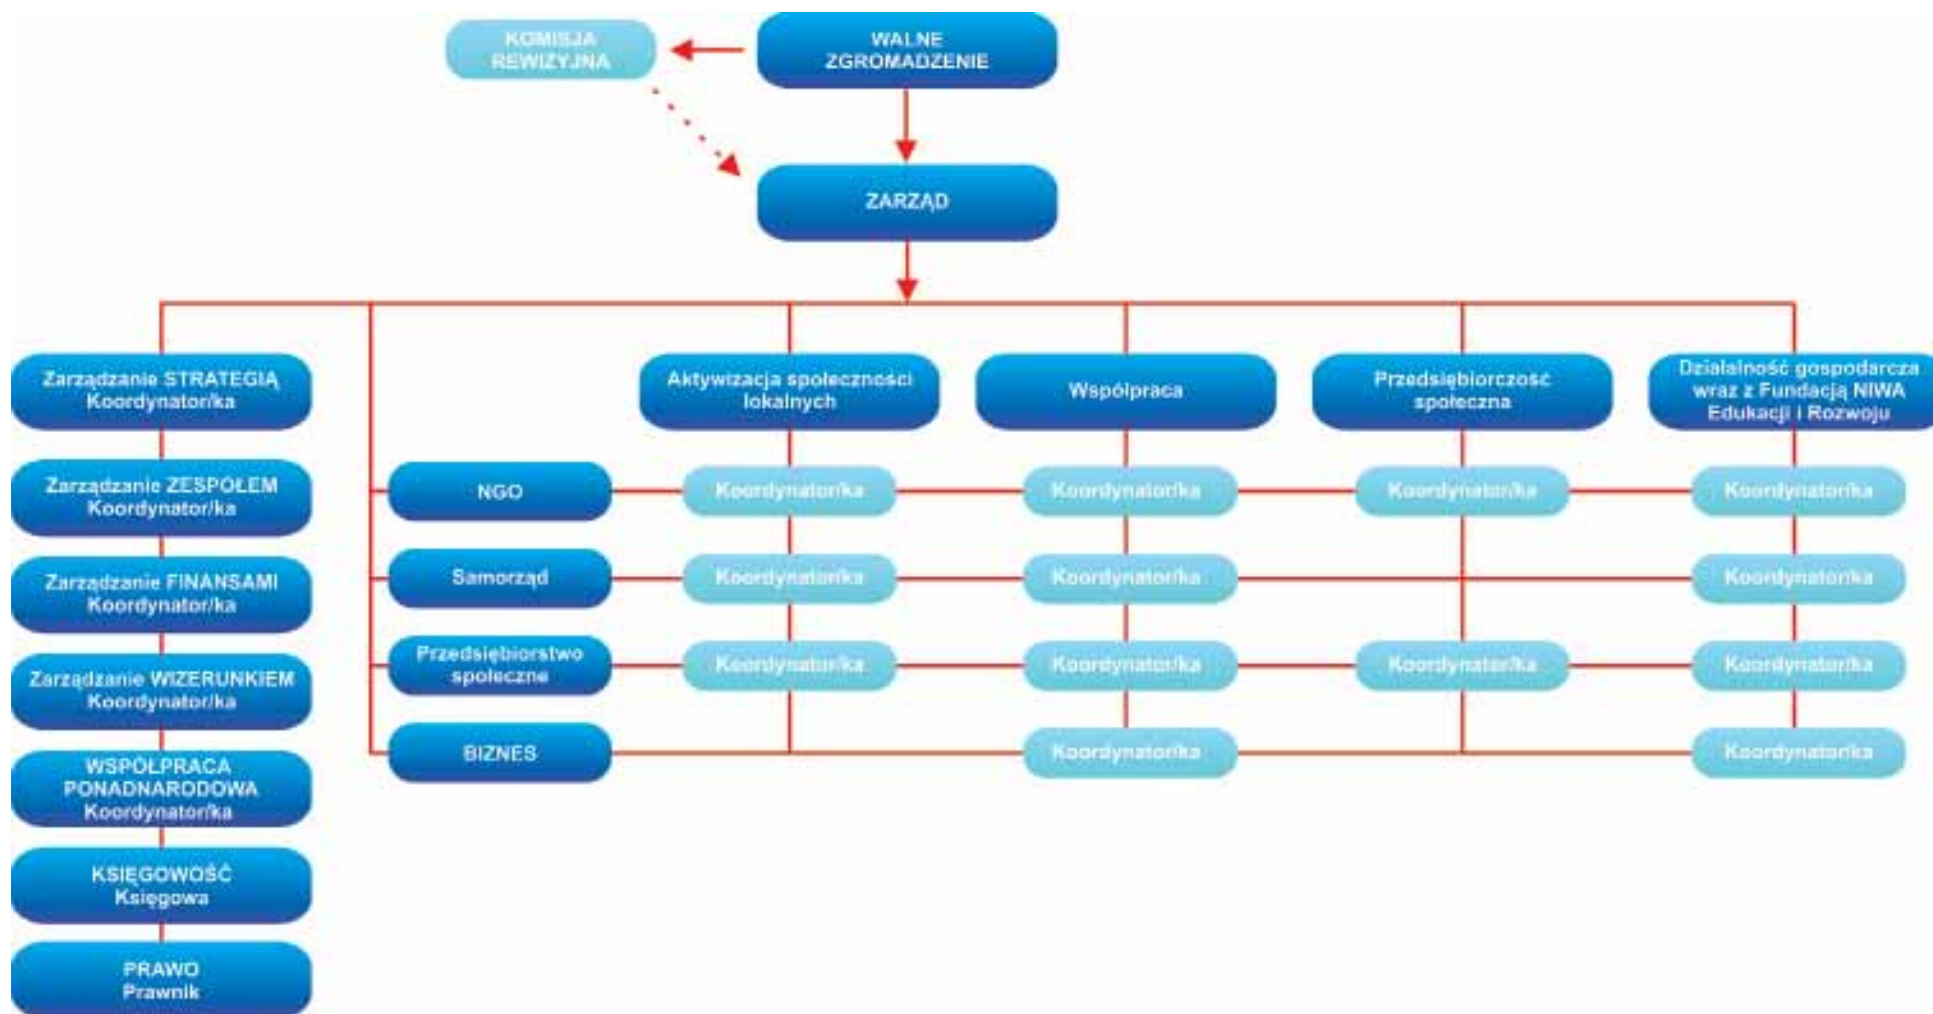 KOMISJA
REWIZYJNA
WALNE
ZGROMADZENIE
ZARZĄD
Zarządzanie STRATEGIĄ
Koordynator/ka
Zarządzanie ZESPOŁEM
Koordynator/ka
Zarządzanie FINANSAMI
Koordynator/ka
Zarządzanie WIZERUNKIEM
Koordynator/ka
WSPÓŁPRACA
PONADNARODOWA
Koordynator/ka
KSIĘGOWOŚĆ
Księgowa
PRAWO
Prawnik
Aktywizacja społeczności
lokalnych
Współpraca
Przedsiębiorczość
społeczna
Działalność gospodarcza
wraz z Fundacją NIWA
Edukacji i Rozwoju
NGO
Koordynator/ka
Koordynator/ka
Koordynator/ka
Koordynator/ka
Samorząd
Koordynator/ka
Koordynator/ka
Koordynator/ka
Przedsiębiorstwo
społeczne
Koordynator/ka
Koordynator/ka
Koordynator/ka
Koordynator/ka
BIZNES
Koordynator/ka
Koordynator/ka